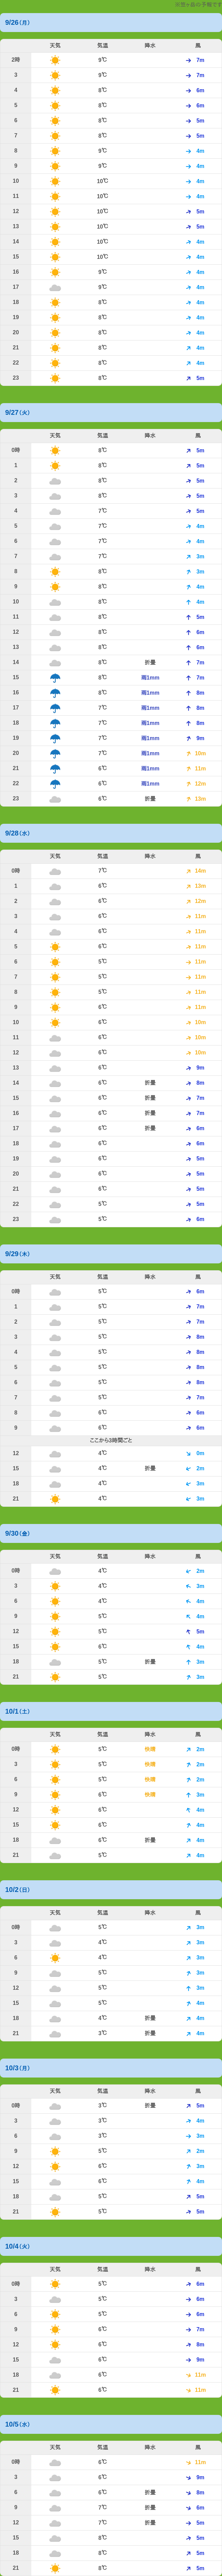 の予報です
9/26(月)
天気 気温 降水 風
2時 9℃ 7m
3 9℃ 7m
4 8℃ 6m
5 8℃ 6m
6 8℃ 5m
7 8℃ 5m
8 9℃ 4m
9 9℃ 4m
10 10℃ 4m
11 10℃ 4m
12 10℃ 5m
13 10℃ 5m
14 10℃ 4m
15 10℃ 4m
16 9℃ 4m
17 9℃ 4m
18 8℃ 4m
19 8℃ 4m
20 8℃ 4m
21 8℃ 4m
22 8℃ 4m
23 8℃ 5m
9/27(火)
天気 気温 降水 風
0時 8℃ 5m
1 8℃ 5m
2 8℃ 5m
3 8℃ 5m
4 7℃ 5m
5 7℃ 4m
6 7℃ 4m
7 7℃ 3m
8 8℃ 3m
9 8℃ 4m
10 8℃ 4m
11 8℃ 5m
12 8℃ 6m
13 8℃ 6m
14 8℃ 折畳 7m
15 8℃ 雨1mm 7m
16 8℃ 雨1mm 8m
17 7℃ 雨1mm 8m
18 7℃ 雨1mm 8m
19 7℃ 雨1mm 9m
20 7℃ 雨1mm 10m
21 6℃ 雨1mm 11m
22 6℃ 雨1mm 12m
23 6℃ 折畳 13m
9/28(水)
天気 気温 降水 風
0時 7℃ 14m
1 6℃ 13m
2 6℃ 12m
3 6℃ 11m
4 6℃ 11m
5 6℃ 11m
6 5℃ 11m
7 5℃ 11m
8 5℃ 11m
9 6℃ 11m
10 6℃ 10m
11 6℃ 10m
12 6℃ 10m
13 6℃ 9m
14 6℃ 折畳 8m
15 6℃ 折畳 7m
16 6℃ 折畳 7m
17 6℃ 折畳 6m
18 6℃ 6m
19 6℃ 5m
20 6℃ 5m
21 6℃ 5m
22 5℃ 5m
23 5℃ 6m
9/29(木)
天気 気温 降水 風
0時 5℃ 6m
1 5℃ 7m
2 5℃ 7m
3 5℃ 8m
4 5℃ 8m
5 5℃ 8m
6 5℃ 8m
7 5℃ 7m
8 6℃ 6m
9 6℃ 6m
ここから3時間ごと
12 4℃ 0m
15 4℃ 折畳 2m
18 4℃ 3m
21 4℃ 3m
9/30(金)
天気 気温 降水 風
0時 4℃ 2m
3 4℃ 3m
6 4℃ 4m
9 5℃ 4m
12 5℃ 5m
15 6℃ 4m
18 5℃ 折畳 3m
21 5℃ 3m
10/1(土)
天気 気温 降水 風
0時 5℃ 快晴 2m
3 5℃ 快晴 2m
6 5℃ 快晴 2m
9 6℃ 快晴 3m
12 6℃ 4m
15 6℃ 4m
18 6℃ 折畳 4m
21 5℃ 4m
10/2(日)
天気 気温 降水 風
0時 5℃ 3m
3 4℃ 3m
6 4℃ 3m
9 5℃ 3m
12 5℃ 3m
15 5℃ 4m
18 4℃ 折畳 4m
21 3℃ 折畳 4m
10/3(月)
天気 気温 降水 風
0時 3℃ 折畳 5m
3 3℃ 4m
6 3℃ 3m
9 5℃ 2m
12 6℃ 3m
15 6℃ 4m
18 5℃ 5m
21 5℃ 5m
10/4(火)
天気 気温 降水 風
0時 5℃ 6m
3 5℃ 6m
6 5℃ 6m
9 6℃ 7m
12 6℃ 8m
15 6℃ 9m
18 6℃ 11m
21 6℃ 11m
10/5(水)
天気 気温 降水 風
0時 6℃ 11m
3 6℃ 9m
6 6℃ 折畳 8m
9 7℃ 折畳 6m
12 7℃ 折畳 5m
15 8℃ 5m
18 8℃ 5m
21 8℃ 5m